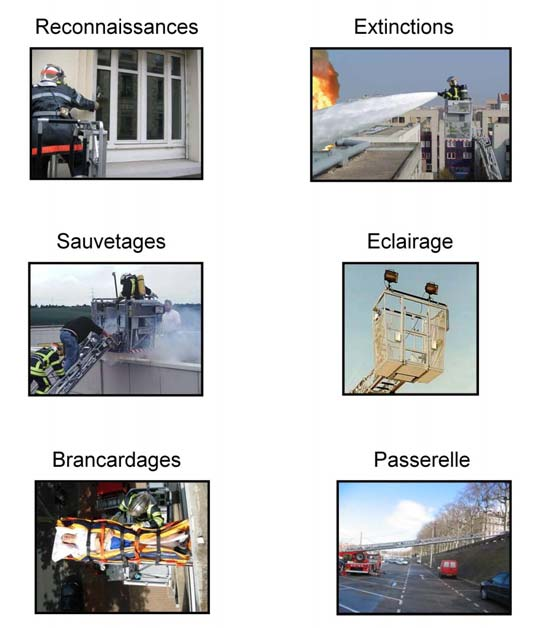 Reconnaissances
Extinctions
Sauvetages
Eclairage
Brancardages
Passerelle